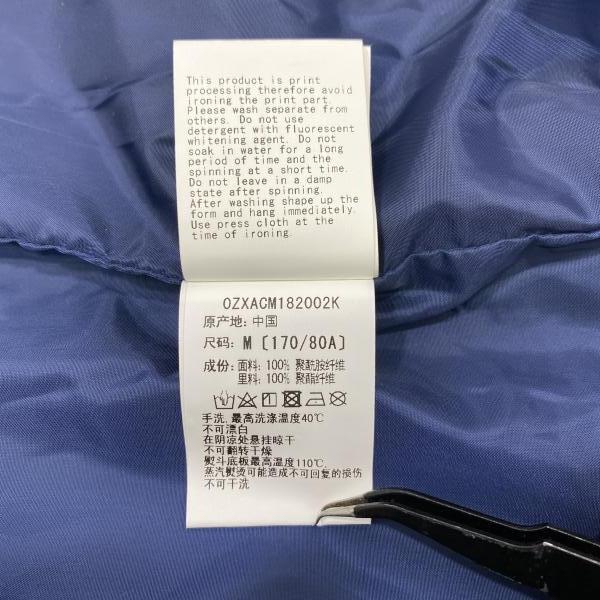 This product is print
processing therefore avoid
ironing the print part.
Please wash separate from
others. Do not use
detergent with fluorescent
whitening agent. Do not
soak in water for a long
period of time and the
spinning at a short time.
Do not leave in a damp
state after spinning.
After washing shape up the
form and hang immediately.
Use press cloth at the
time of ironing.
OZXACM182002K
原产地: 中国
尺码: M [170/80A]
成份: 面料: 100% 聚酰胺纤维
里料: 100% 聚酯纤维
手洗, 最高洗涤温度40℃
不可漂白
在阴凉处悬挂晾干
不可翻转干燥
熨斗底板最高温度110℃
蒸汽熨烫可能造成不可回复的损伤
不可干洗